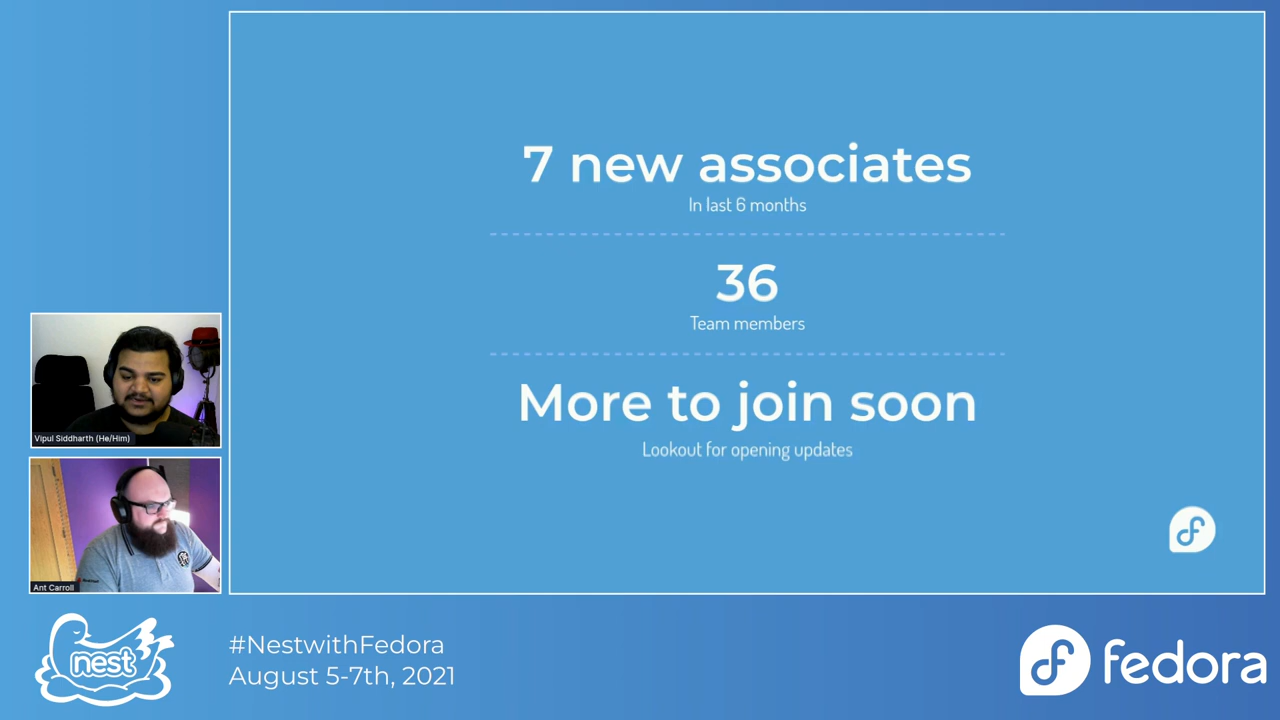 7 new associates
In last 6 months
36
Team members
More to join soon
Lookout for opening updates
Vipul Siddharth (He/Him)
Ant Carroll
nest
#NestwithFedora
August 5-7th, 2021
fedora